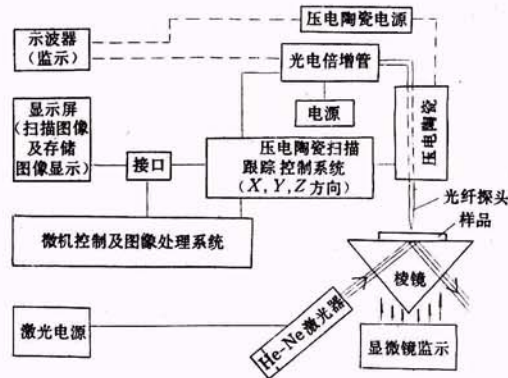 压电陶瓷电源
示波器
(监示)
光电倍增管
电源
压电陶瓷
显示屏
(扫描图像
及存储
图像显示)
接口
压电陶瓷扫描
跟踪控制系统
(X,Y,Z方向)
光纤探头
样品
微机控制及图像处理系统
棱镜
激光电源
He-Ne激光器
显微镜监示